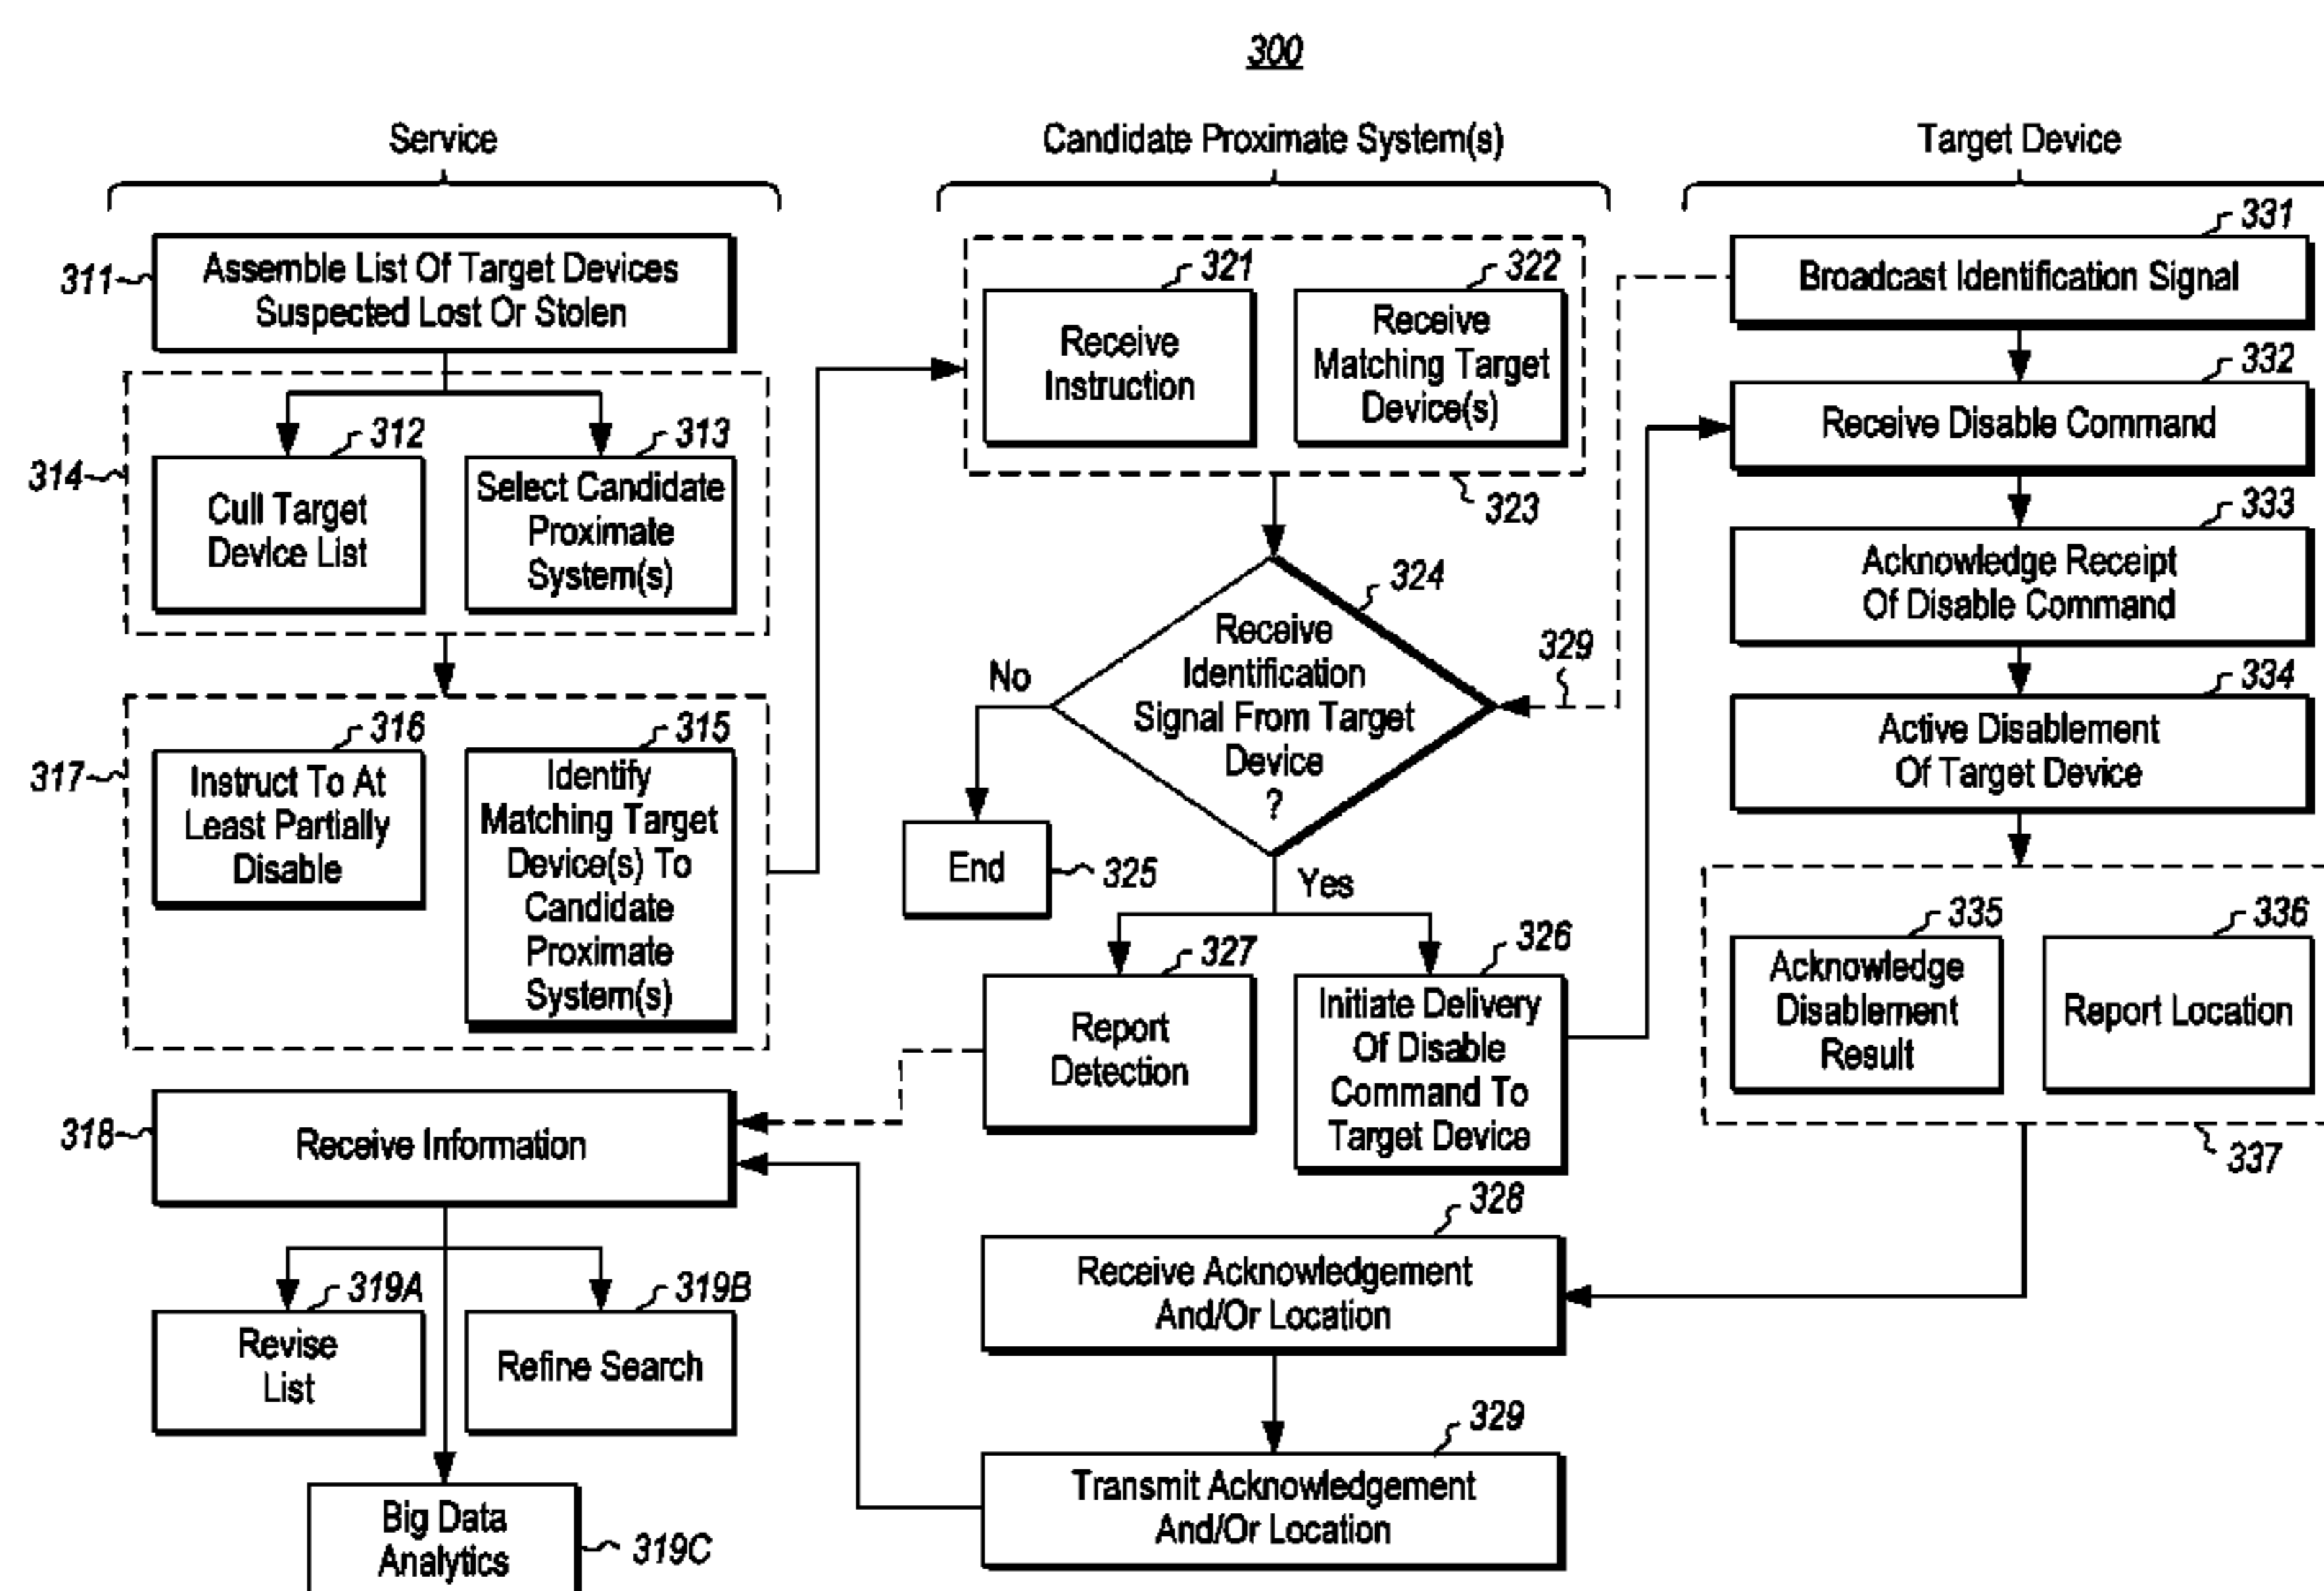 300
Service
311
Assemble List Of Target Devices
Suspected Lost Or Stolen
314
312
Cull Target
Device List
313
Select Candidate
Proximate
System(s)
317
316
Instruct To At
Least Partially
Disable
315
Identify
Matching Target
Device(s) To
Candidate
Proximate
System(s)
318
Receive Information
319A
Revise
List
319B
Refine Search
Big Data
Analytics
319C
Candidate Proximate System(s)
321
Receive
Instruction
322
Receive
Matching Target
Device(s)
323
324
Receive
Identification
Signal From Target
Device
?
329
No
End
325
Yes
327
Report
Detection
326
Initiate Delivery
Of Disable
Command To
Target Device
328
Receive Acknowledgement
And/Or Location
329
Transmit Acknowledgement
And/Or Location
Target Device
331
Broadcast Identification Signal
332
Receive Disable Command
333
Acknowledge Receipt
Of Disable Command
334
Active Disablement
Of Target Device
335
Acknowledge
Disablement
Result
336
Report Location
337